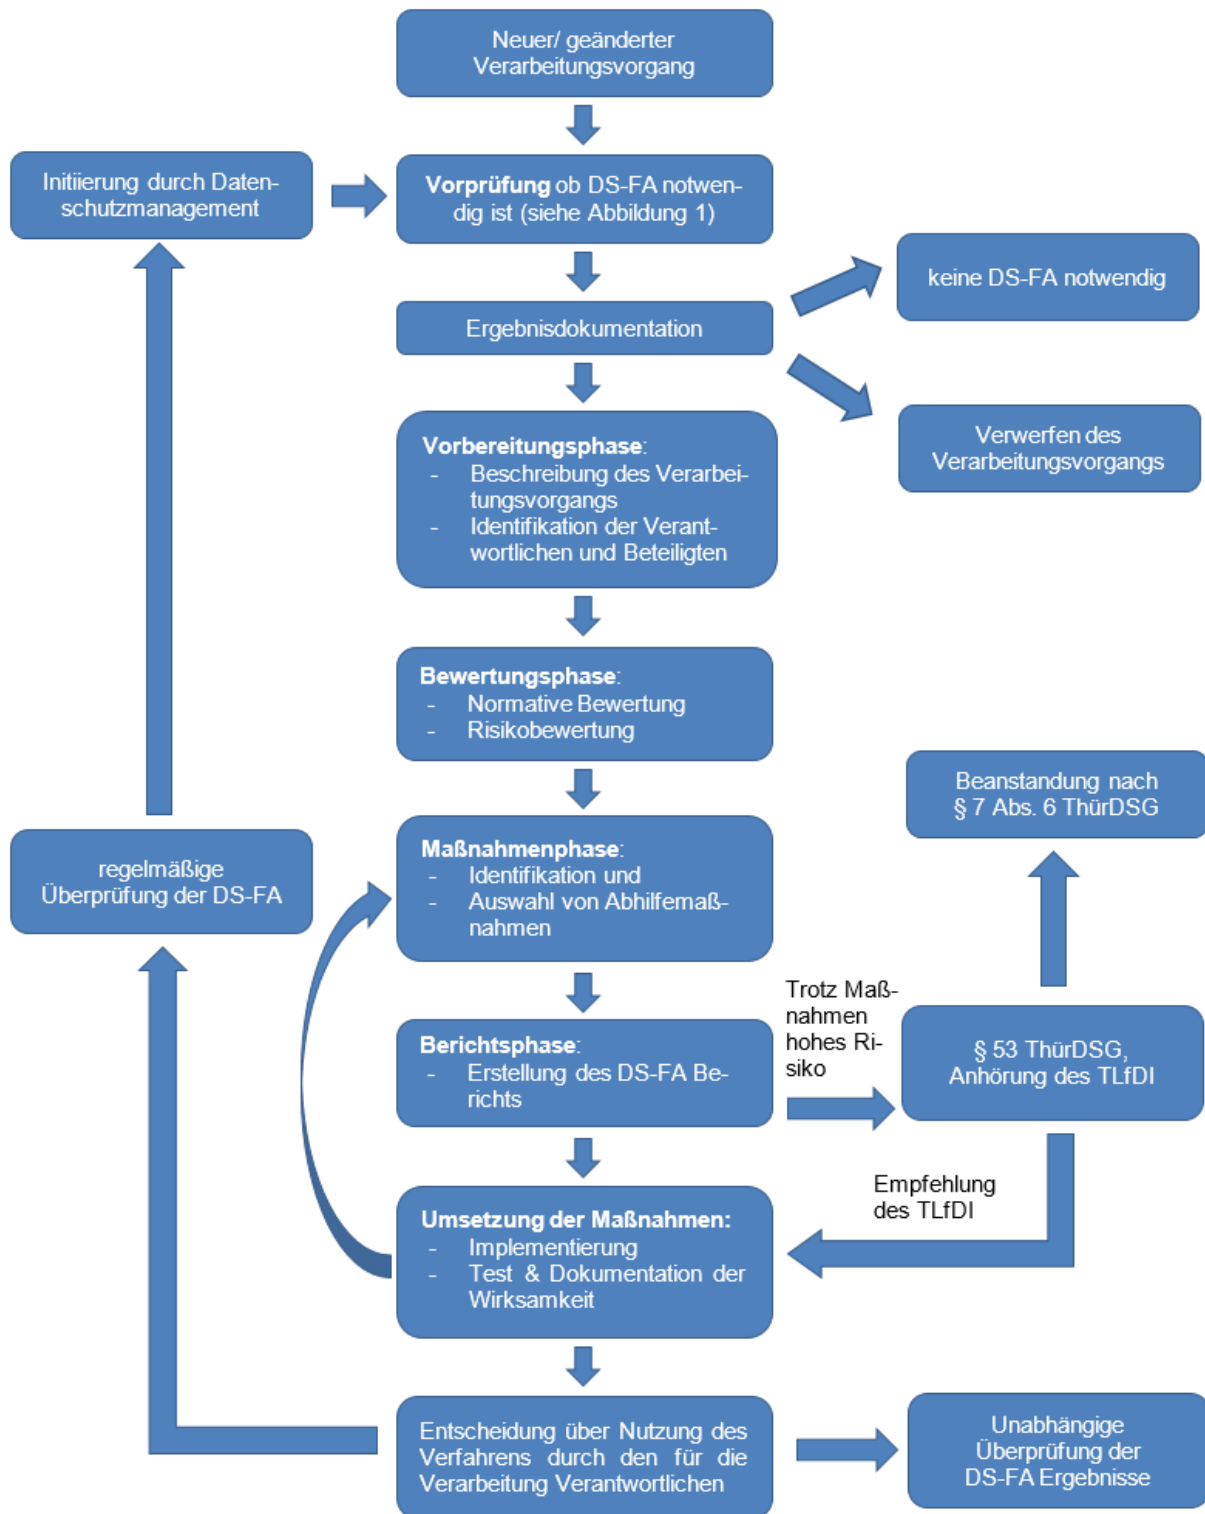 Neuer/ geänderter
Verarbeitungsvorgang
Initiierung durch Daten-
schutzmanagement
Vorprüfung ob DS-FA notwen-
dig ist (siehe Abbildung 1)
keine DS-FA notwendig
Ergebnisdokumentation
Verwerfen des
Verarbeitungsvorgangs
Vorbereitungsphase:
- Beschreibung des Verarbei-
tungsvorgangs
- Identifikation der Verant-
wortlichen und Beteiligten
Bewertungsphase:
- Normative Bewertung
- Risikobewertung
Beanstandung nach
§ 7 Abs. 6 ThürDSG
regelmäßige
Überprüfung der DS-FA
Maßnahmenphase:
- Identifikation und
- Auswahl von Abhilfemaß-
nahmen
Trotz Maß-
nahmen
hohes Ri-
siko
Berichtsphase:
- Erstellung des DS-FA Be-
richts
§ 53 ThürDSG,
Anhörung des TLfDI
Empfehlung
des TLfDI
Umsetzung der Maßnahmen:
- Implementierung
- Test & Dokumentation der
Wirksamkeit
Entscheidung über Nutzung des
Verfahrens durch den für die
Verarbeitung Verantwortlichen
Unabhängige
Überprüfung der
DS-FA Ergebnisse